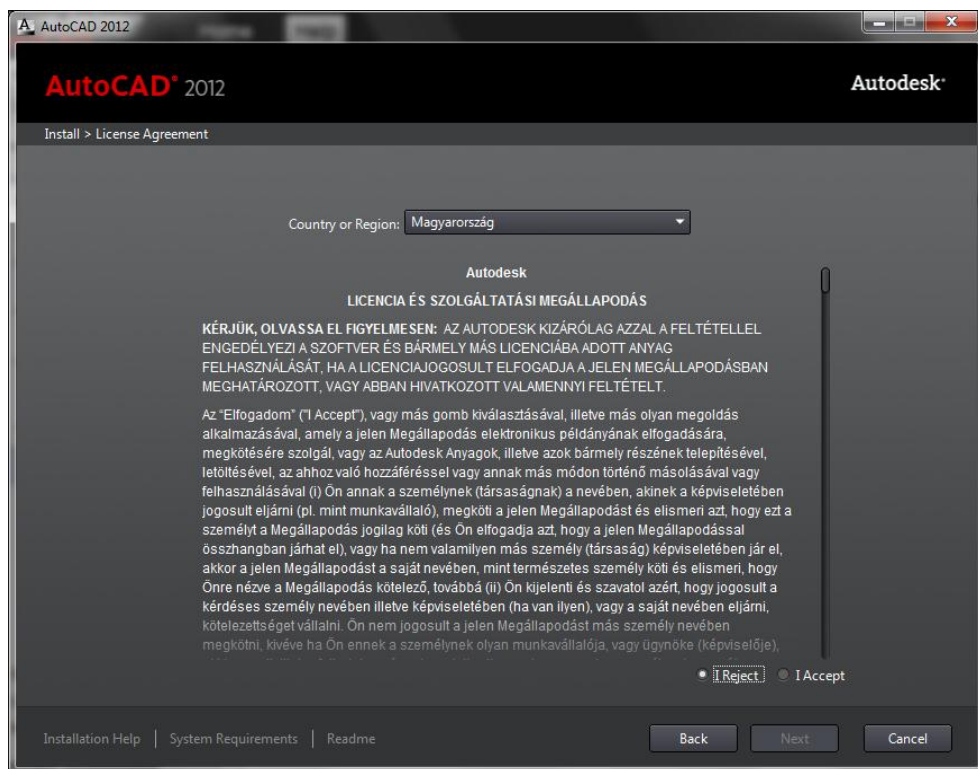 AutoCAD 2012
AutoCAD® 2012
Autodesk®
Install > License Agreement
Country or Region: Magyarország
Autodesk
LICENCIA ÉS SZOLGÁLTATÁSI MEGÁLLAPODÁS
KÉRJÜK, OLVASSA EL FIGYELMESEN: AZ AUTODESK KIZÁRÓLAG AZZAL A FELTÉTELLEL
ENGEDÉLYEZI A SZOFTVER ÉS BÁRMELY MÁS LICENCIÁBA ADOTT ANYAG
FELHASZNÁLÁSÁT, HA A LICENCIAJOGOSULT ELFOGADJA A JELEN MEGÁLLAPODÁSBAN
MEGHATÁROZOTT, VAGY ABBAN HIVATKOZOTT VALAMENNYI FELTÉTELT.
Az "Elfogadom" ("I Accept"), vagy más gomb kiválasztásával, illetve más olyan megoldás
alkalmazásával, amely a jelen Megállapodás elektronikus példányának elfogadására,
megkötésére szolgál, vagy az Autodesk Anyagok, illetve azok bármely részének telepítésével,
letöltésével, az ahhoz való hozzáféréssel vagy annak más módon történő másolásával vagy
felhasználásával (i) Ön annak a személynek (társaságnak) a nevében, akinek a képviseletében
jogosult eljárni (pl. mint munkavállaló), megköti a jelen Megállapodást és elismeri azt, hogy ezt a
személyt a Megállapodás jogilag köti (és Ön elfogadja azt, hogy a jelen Megállapodással
összhangban járhat el), vagy ha nem valamilyen más személy (társaság) képviseletében jár el,
akkor a jelen Megállapodást a saját nevében, mint természetes személy köti és elismeri, hogy
Önre nézve a Megállapodás kötelező, továbbá (ii) Ön kijelenti és szavatol azért, hogy jogosult a
kérdéses személy nevében illetve képviseletében (ha van ilyen), vagy a saját nevében eljárni,
kötelezettséget vállalni. Ön nem jogosult a jelen Megállapodást más személy nevében
megkötni, kivéve ha Ön ennek a személynek olyan munkavállalója, vagy ügynöke (képviselője),
I Reject I Accept
Installation Help | System Requirements | Readme
Back Next Cancel